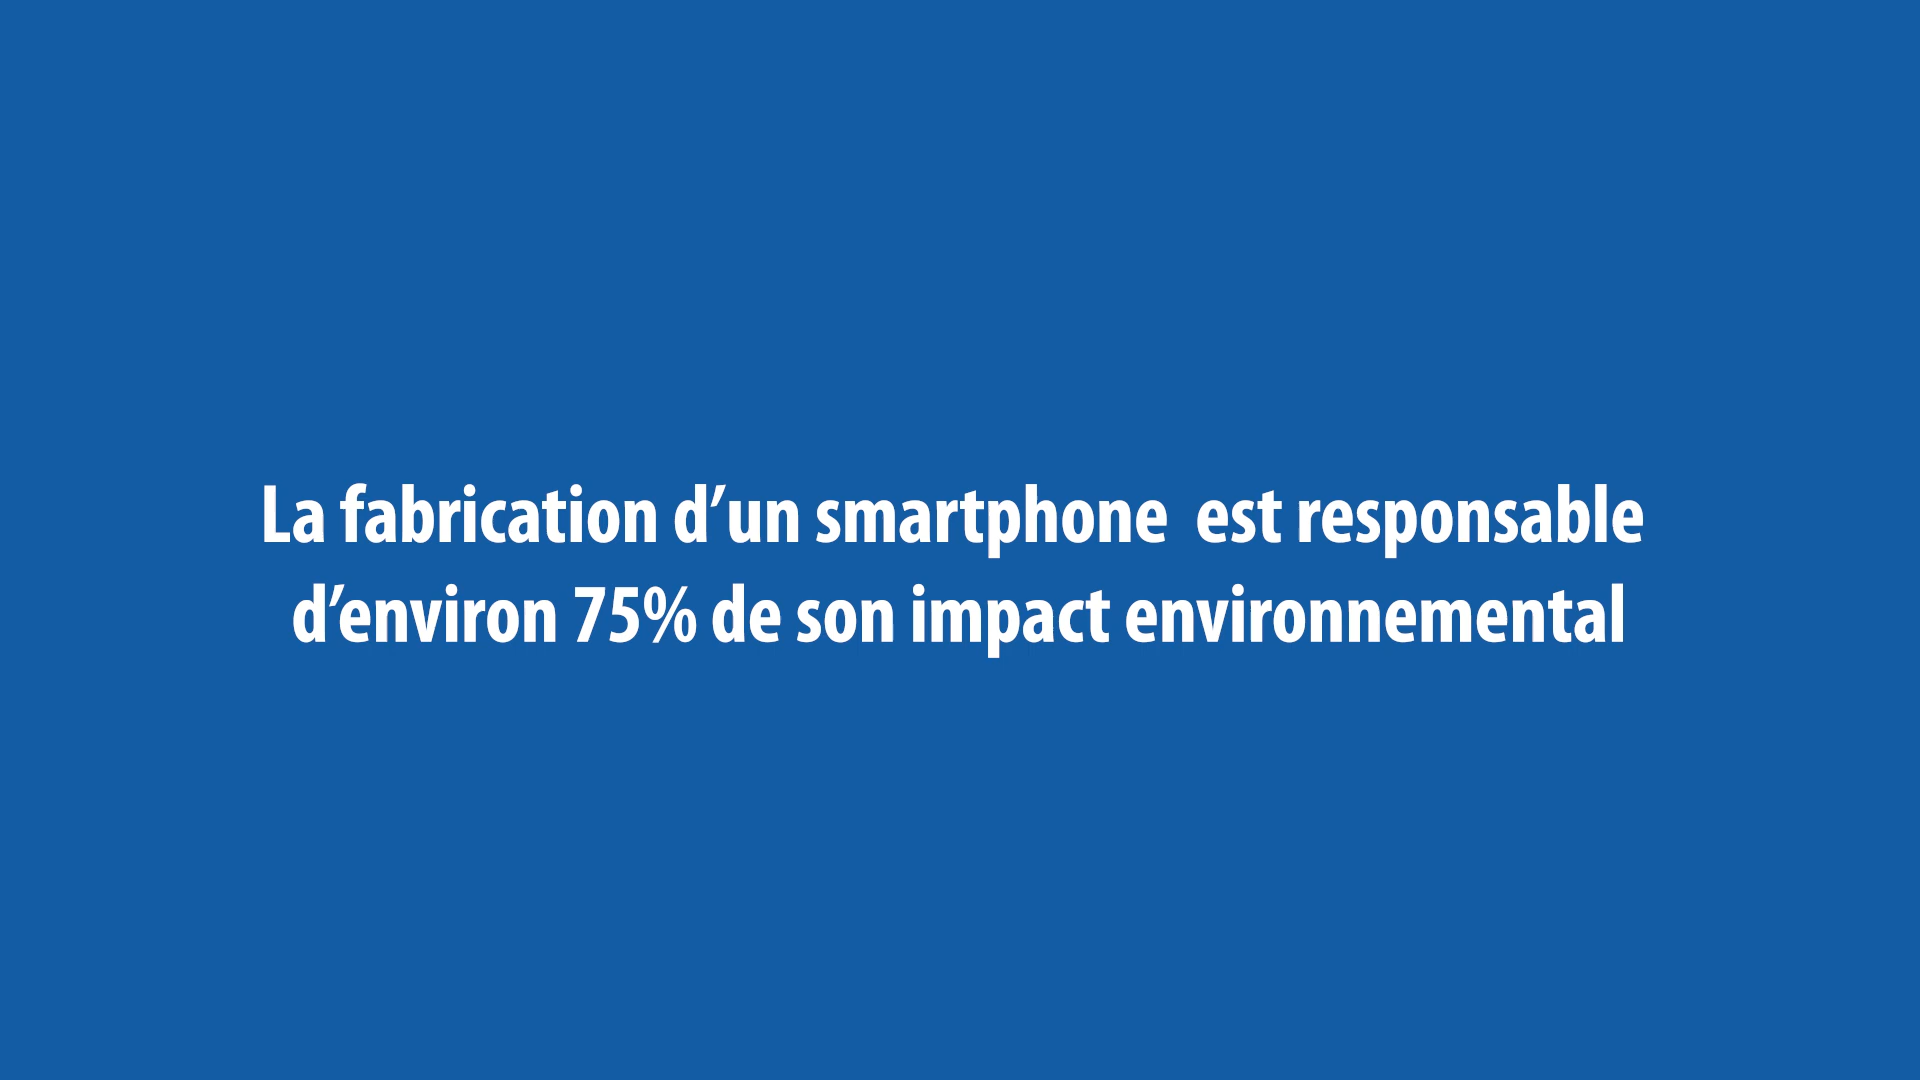 La fabrication d’un smartphone  est responsable
d’environ 75% de son impact environnemental